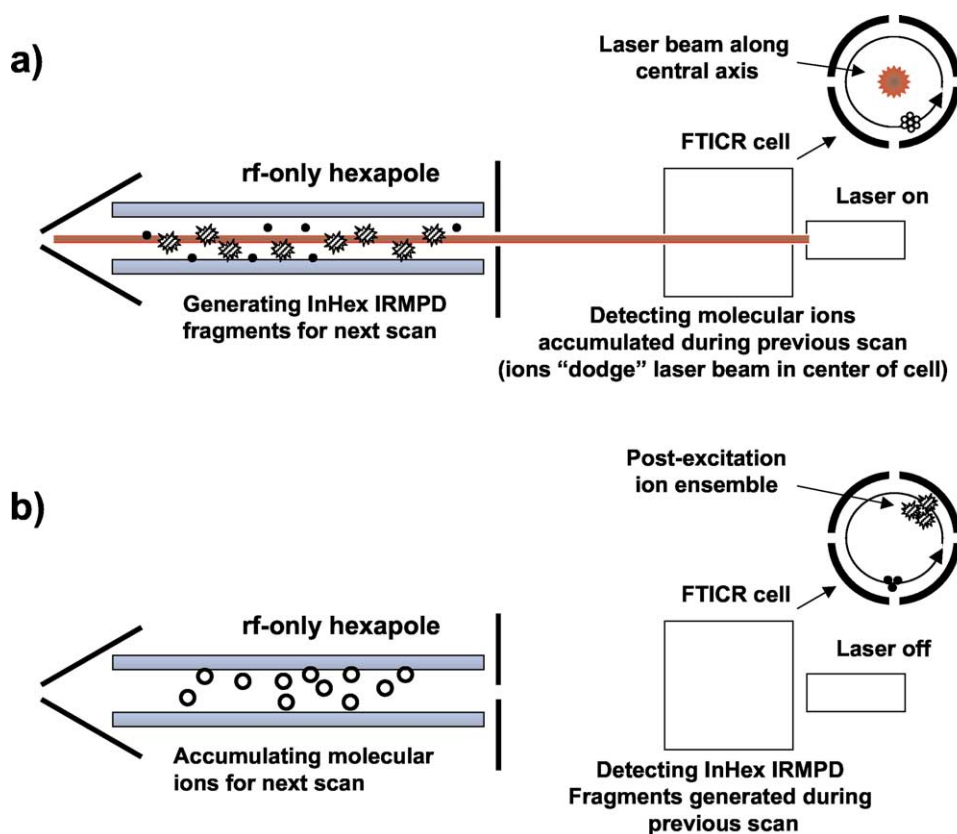 a)
Laser beam along
central axis
FTICR cell
rf-only hexapole
Laser on
Generating InHex IRMPD
fragments for next scan
Detecting molecular ions
accumulated during previous scan
(ions “dodge” laser beam in center of cell)
b)
Post-excitation
ion ensemble
FTICR cell
rf-only hexapole
Laser off
Accumulating molecular
ions for next scan
Detecting InHex IRMPD
Fragments generated during
previous scan